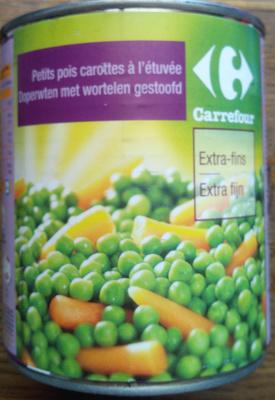 Petits pois carottes à l'étuvée
Doperwten met wortelen gestoofd
Carrefour
Extra-fins
Extra fijn